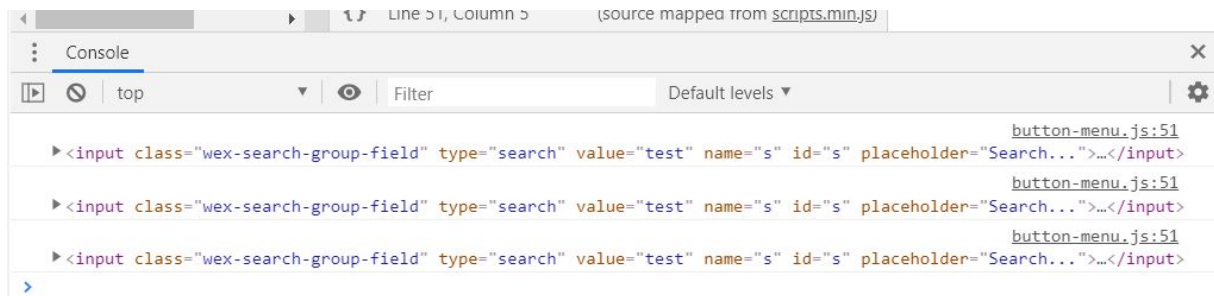 {} Line 51, Column 5 (source mapped from scripts.min.js)
Console
top Filter Default levels
button-menu.js:51
<input class="wex-search-group-field" type="search" value="test" name="s" id="s" placeholder="Search...">…</input>
button-menu.js:51
<input class="wex-search-group-field" type="search" value="test" name="s" id="s" placeholder="Search...">…</input>
button-menu.js:51
<input class="wex-search-group-field" type="search" value="test" name="s" id="s" placeholder="Search...">…</input>
>